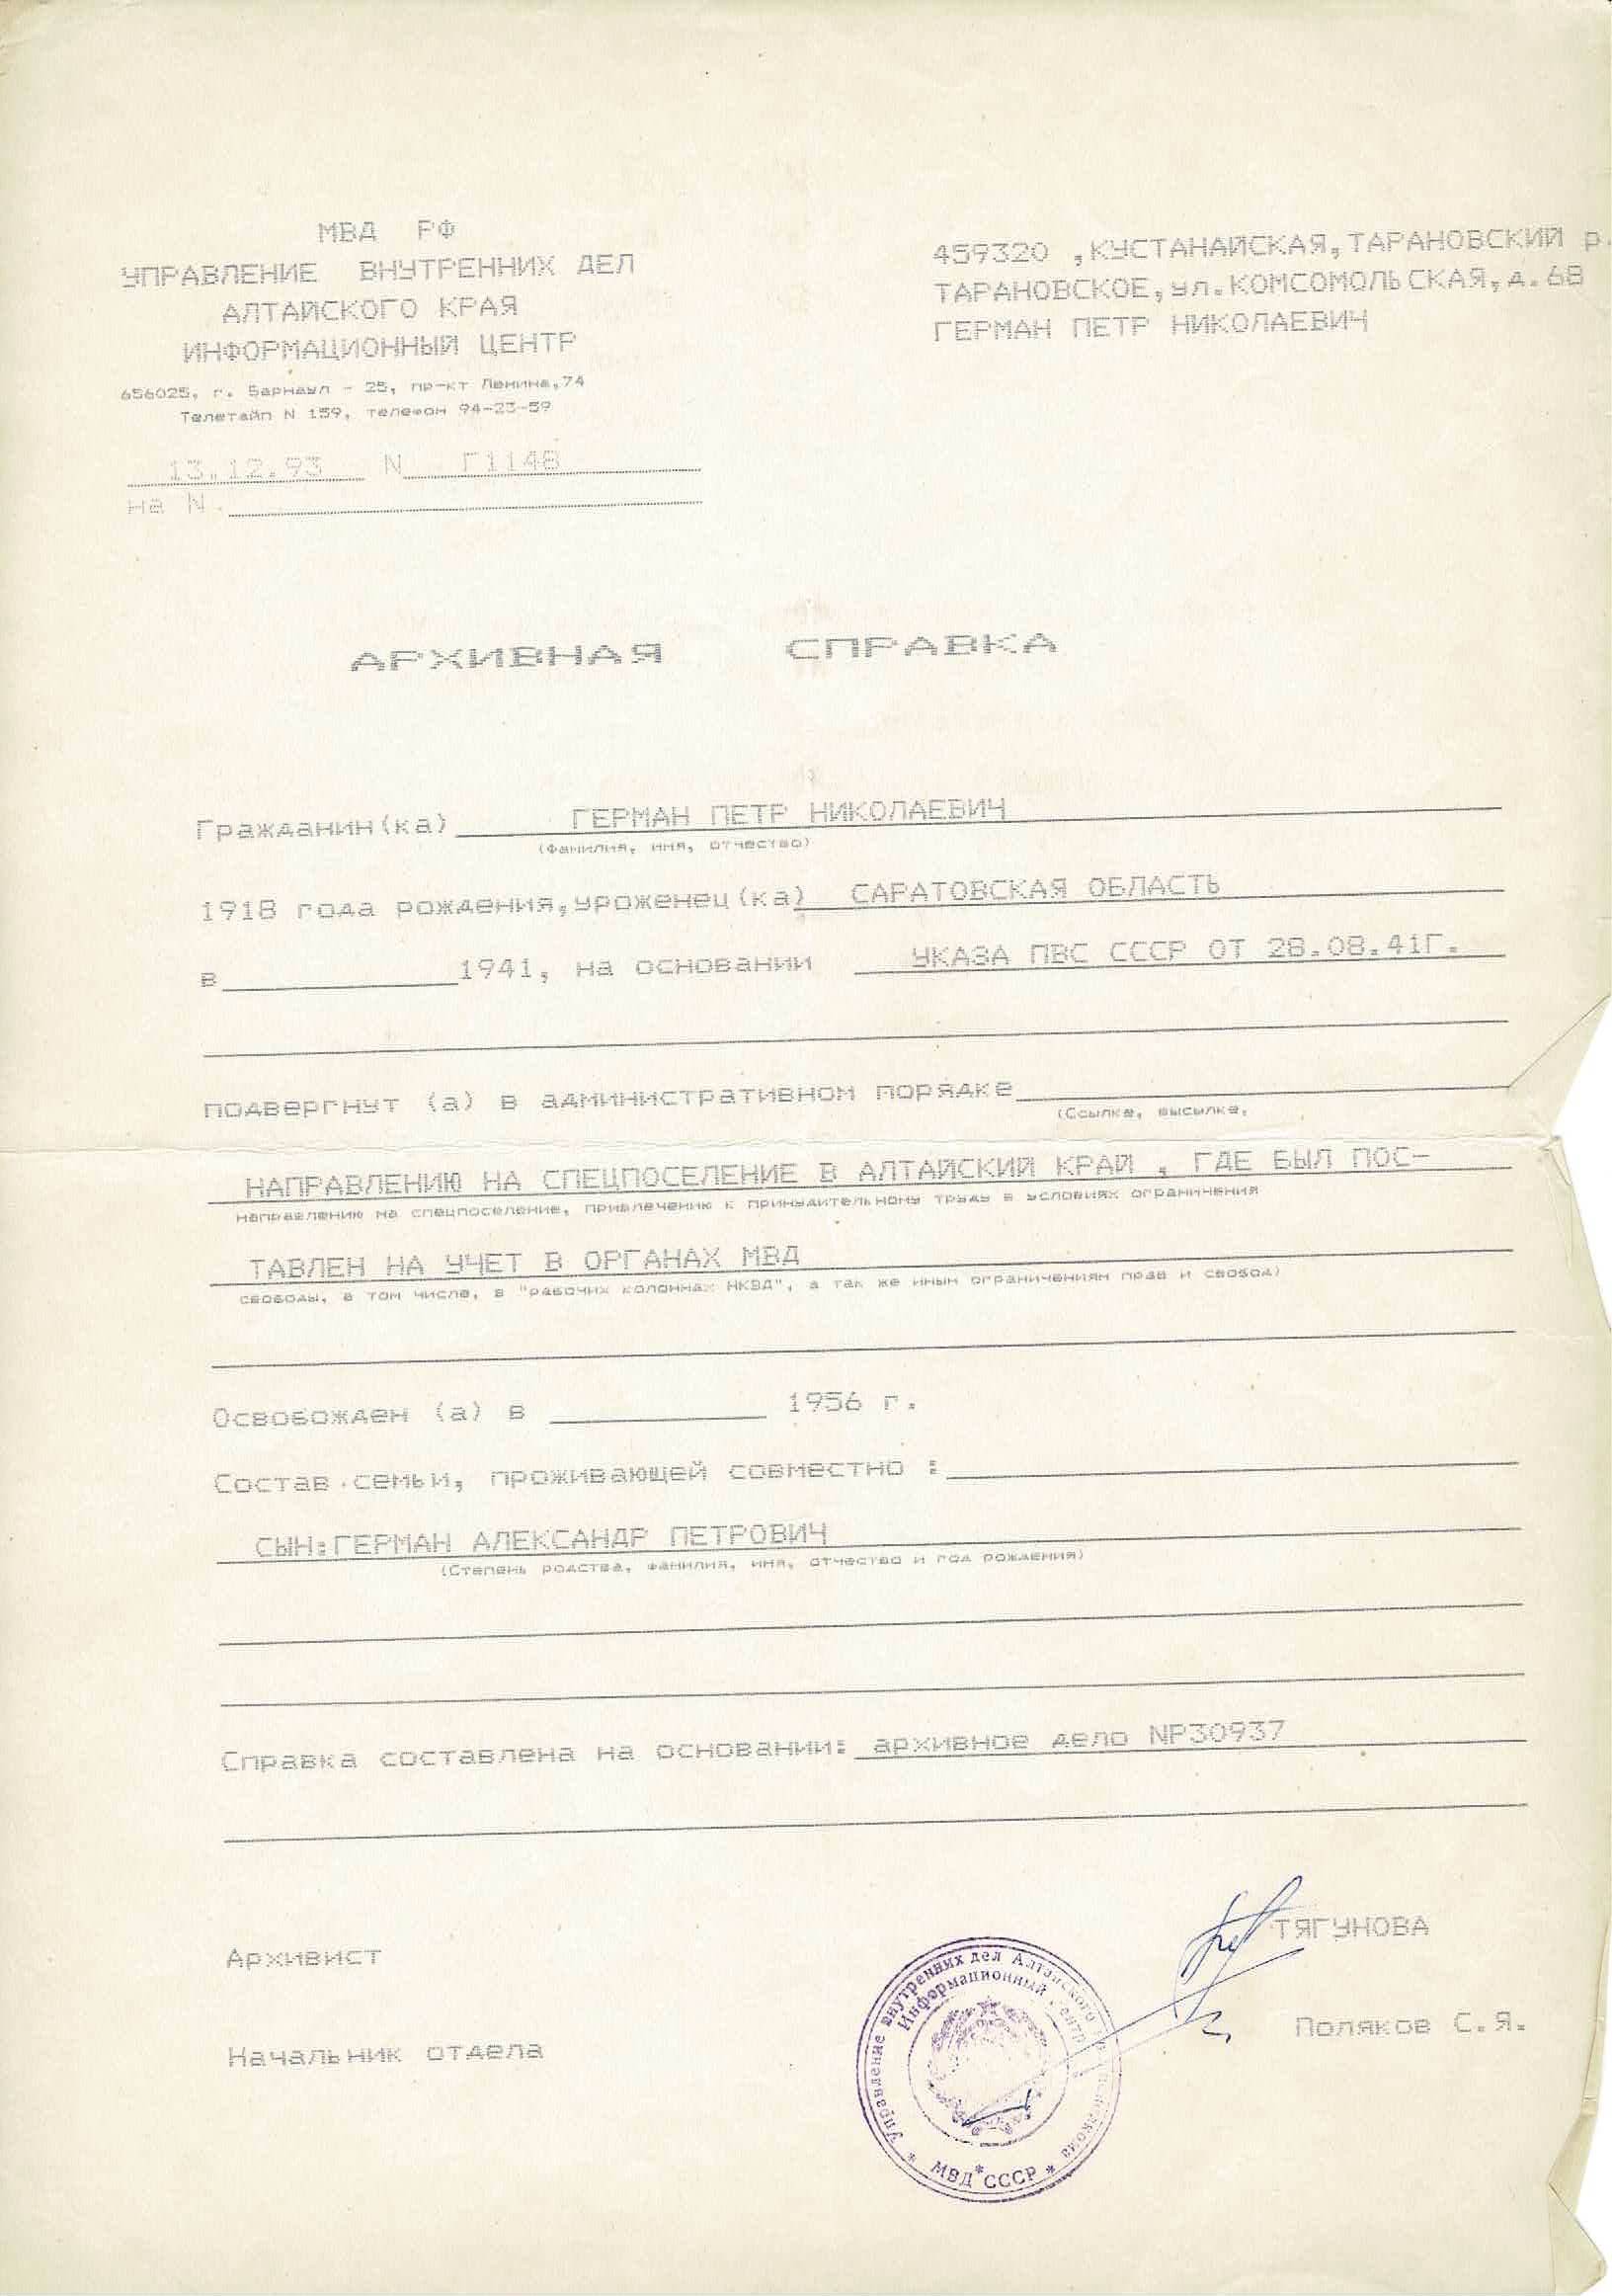 МВД РФ
УПРАВЛЕНИЕ ВНУТРЕННИХ ДЕЛ
АЛТАЙСКОГО КРАЯ
ИНФОРМАЦИОННЫЙ ЦЕНТР
656025, г. Барнаул - 25, пр-кт Ленина,74
Телетайп N 159, телефон 94-23-59
13.12.93 N Г1148
на N.
459320 ,КУСТАНАЙСКАЯ,ТАРАНОВСКИЙ р.
ТАРАНОВСКОЕ,ул.КОМСОМОЛЬСКАЯ,д.68
ГЕРМАН ПЕТР НИКОЛАЕВИЧ
АРХИВНАЯ СПРАВКА
Гражданин(ка) ГЕРМАН ПЕТР НИКОЛАЕВИЧ
(Фамилия, имя, отчество)
1918 года рождения,уроженец(ка) САРАТОВСКАЯ ОБЛАСТЬ
в 1941, на основании УКАЗА ПВС СССР ОТ 28.08.41Г.
подвергнут (а) в административном порядке
(Ссылке, высылке,
НАПРАВЛЕНИЮ НА СПЕЦПОСЕЛЕНИЕ В АЛТАЙСКИЙ КРАЙ , ГДЕ БЫЛ ПОС-
направлению на спецпоселение, привлечению к принудительному труду в условиях ограничения
ТАВЛЕН НА УЧЕТ В ОРГАНАХ МВД
свободы, в том числе, в "рабочих колоннах НКВД", а так же иным ограничениям прав и свобод)
Освобожден (а) в 1956 г.
Состав семьи, проживающей совместно :
СЫН:ГЕРМАН АЛЕКСАНДР ПЕТРОВИЧ
(Степень родства, фамилия, имя, отчество и год рождения)
Справка составлена на основании: архивное дело NР30937
Архивист ТЯГУНОВА
Начальник отдела Поляков С.Я.
* Управление внутренних дел Алтайского исполкома *
Информационный центр
МВД * СССР